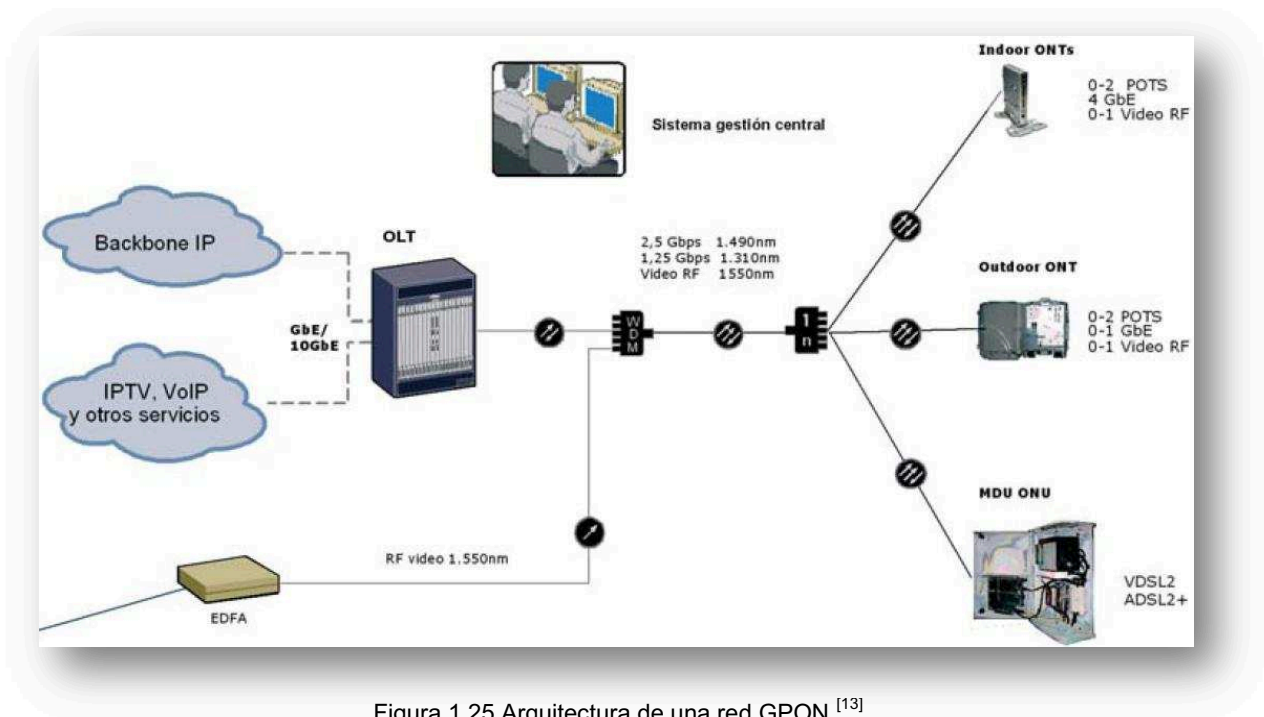 Indoor ONTs
0-2 POTS
4 GbE
0-1 Video RF
Sistema gestión central
Backbone IP
OLT
2,5 Gbps 1.490nm
1,25 Gbps 1.310nm
Video RF 1550nm
GbE/
10GbE
WDM
1
n
Outdoor ONT
0-2 POTS
0-1 GbE
0-1 Video RF
IPTV, VoIP
y otros servicios
MDU ONU
VDSL2
ADSL2+
RF video 1.550nm
EDFA
Figura 1.25 Arquitectura de una red GPON [13]